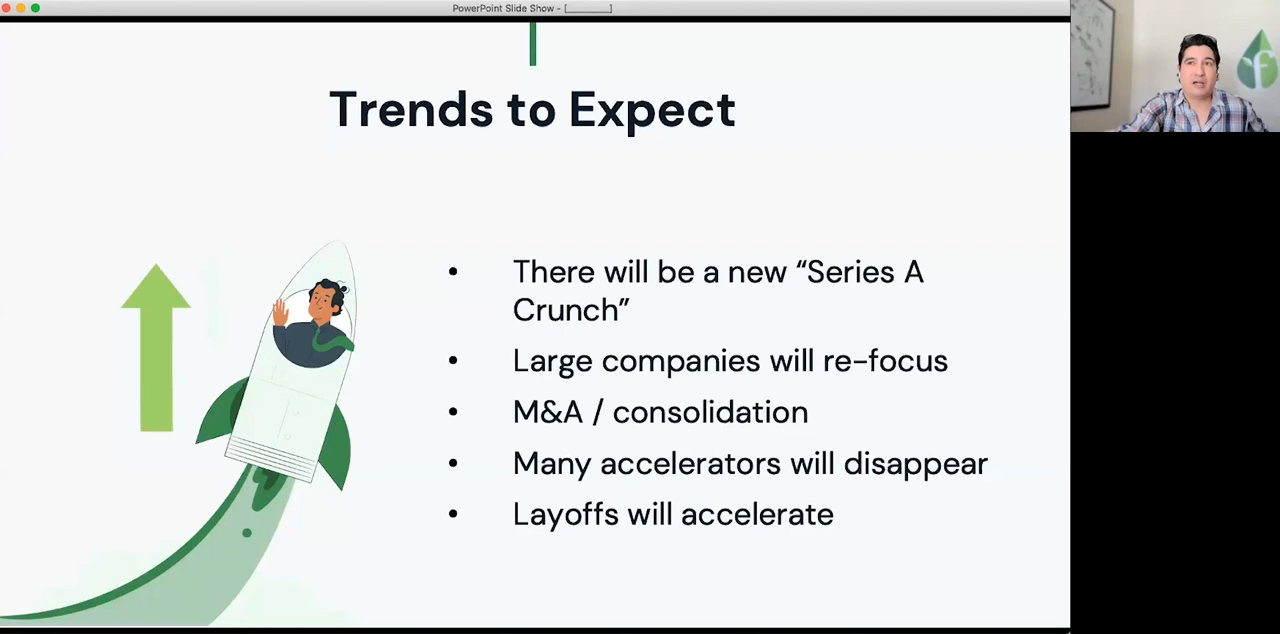 PowerPoint Slide Show - [________]
Trends to Expect
• There will be a new “Series A
Crunch”
• Large companies will re-focus
• M&A / consolidation
• Many accelerators will disappear
• Layoffs will accelerate
f